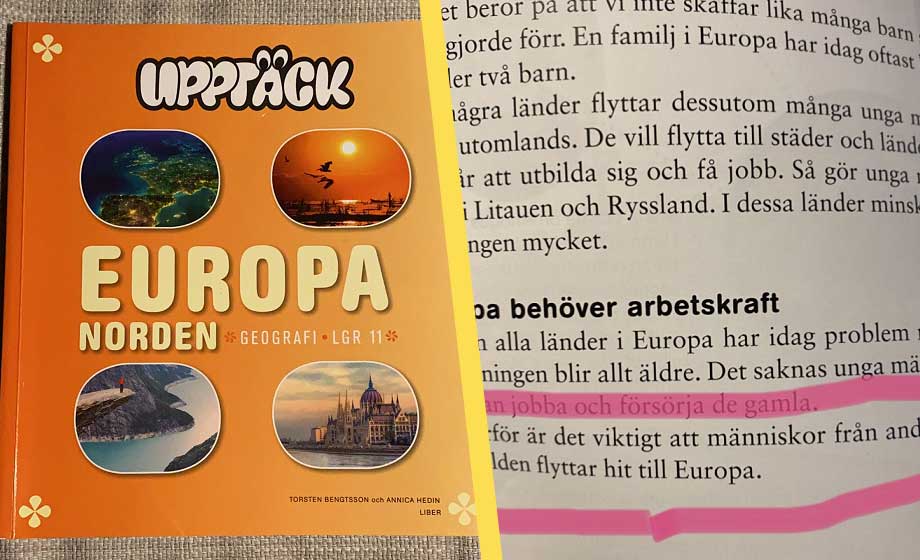 UPPTÄCK
EUROPA
NORDEN GEOGRAFI • LGR 11
TORSTEN BENGTSSON och ANNICA HEDIN
LIBER
et beror på att vi inte skaffar lika många barn
gjorde förr. En familj i Europa har idag oftast
ler två barn.
några länder flyttar dessutom många unga
utomlands. De vill flytta till städer och länd
år att utbilda sig och få jobb. Så gör unga
i Litauen och Ryssland. I dessa länder minsk
ngen mycket.
pa behöver arbetskraft
n alla länder i Europa har idag problem
ningen blir allt äldre. Det saknas unga mä
an jobba och försörja de gamla.
för är det viktigt att människor från and
lden flyttar hit till Europa.